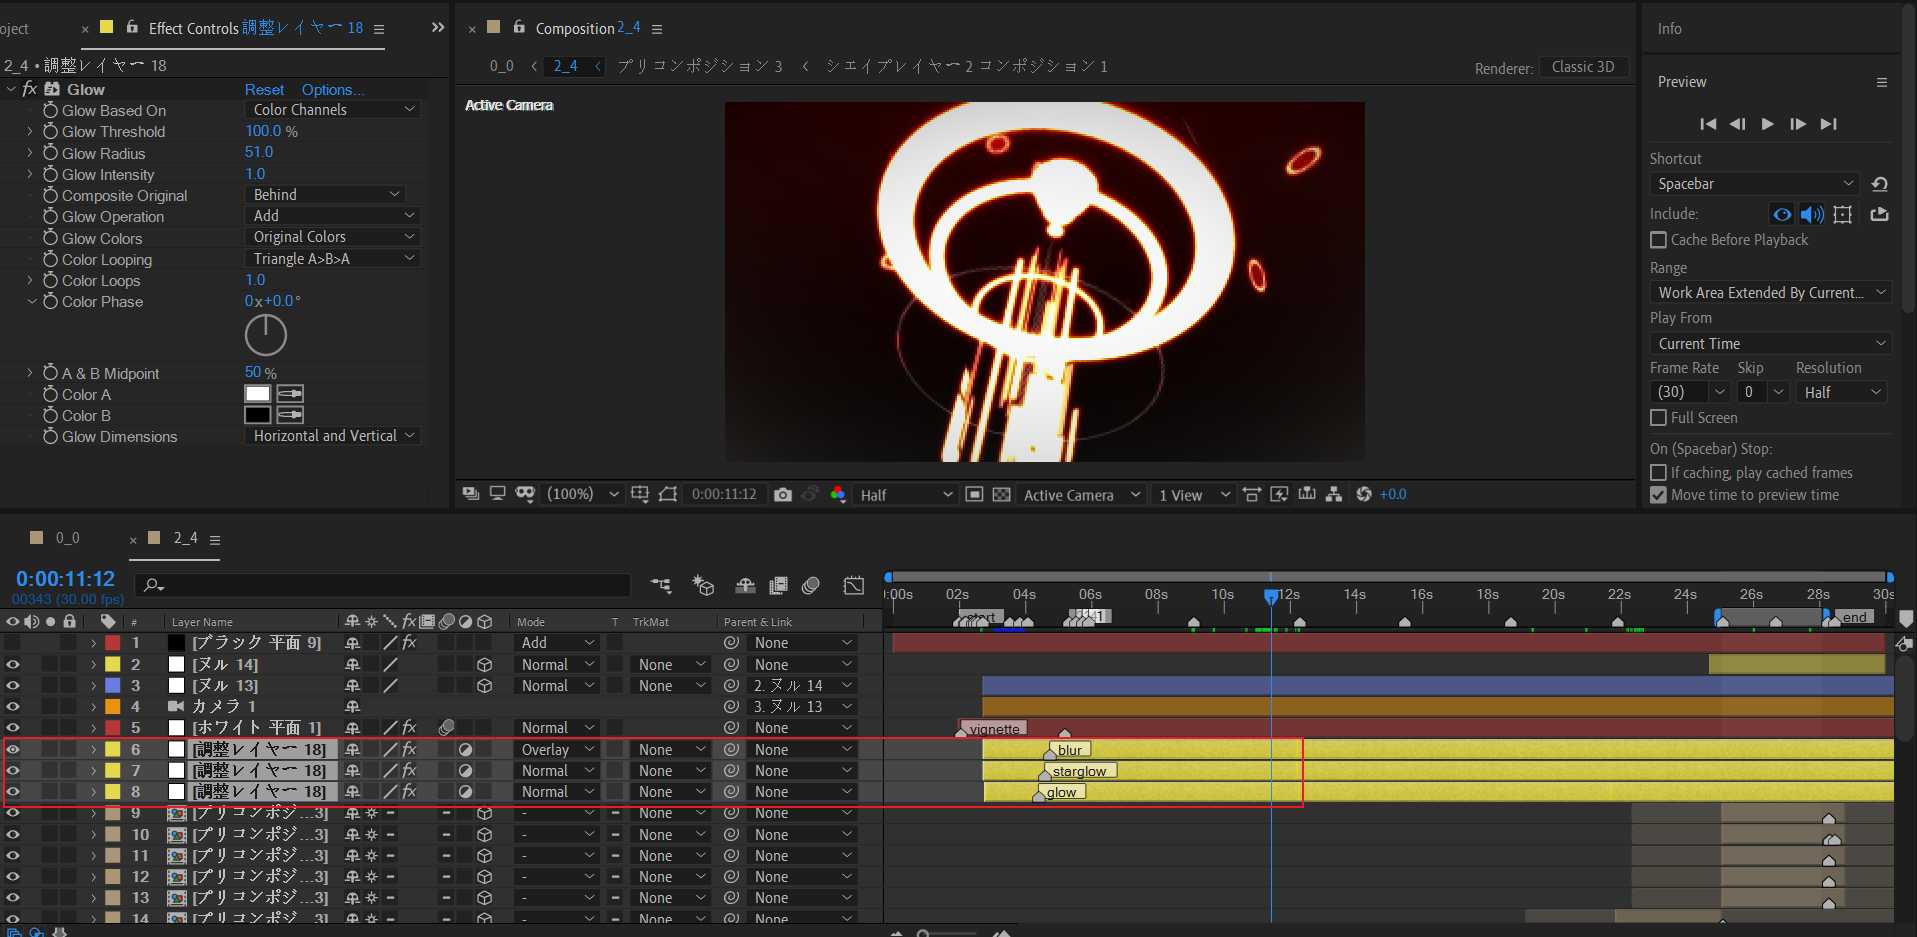 oject
× Effect Controls 調整レイヤー 18 ≡ »
2_4 • 調整レイヤー 18
fx Glow Reset Options...
Glow Based On Color Channels
Glow Threshold 100.0 %
Glow Radius 51.0
Glow Intensity 1.0
Composite Original Behind
Glow Operation Add
Glow Colors Original Colors
Color Looping Triangle A>B>A
Color Loops 1.0
Color Phase 0x+0.0°
A & B Midpoint 50 %
Color A
Color B
Glow Dimensions Horizontal and Vertical
× Composition 2_4 ≡
0_0 < 2_4 < プリコンポジション 3 < シェイプレイヤー 2 コンポジション 1
Renderer: Classic 3D
Active Camera
(100%) 0:00:11:12 Half Active Camera 1 View +0.0
Info
Preview
Shortcut
Spacebar
Include:
Cache Before Playback
Range
Work Area Extended By Current...
Play From
Current Time
Frame Rate Skip Resolution
(30) 0 Half
Full Screen
On (Spacebar) Stop:
If caching, play cached frames
Move time to preview time
0_0 × 2_4 ≡
0:00:11:12
00343 (30.00 fps)
):00s 02s 04s 06s 08s 10s 12s 14s 16s 18s 20s 22s 24s 26s 28s 30s
start 1 end
# Layer Name fx Mode T TrkMat Parent & Link
1 [ブラック 平面 9] Add None
2 [ヌル 14] Normal None None
3 [ヌル 13] Normal None 2. ヌル 14
4 カメラ 1 3. ヌル 13
5 [ホワイト 平面 1] fx Normal None vignette
6 [調整レイヤー 18] fx Overlay None None blur
7 [調整レイヤー 18] fx Normal None None starglow
8 [調整レイヤー 18] fx Normal None None glow
9 [プリコンポジ...3] - None None
10 [プリコンポジ...3] - None None
11 [プリコンポジ...3] - None None
12 [プリコンポジ...3] - None None
13 [プリコンポジ...3] - None None
14 [プリコンポジ 3] - None None